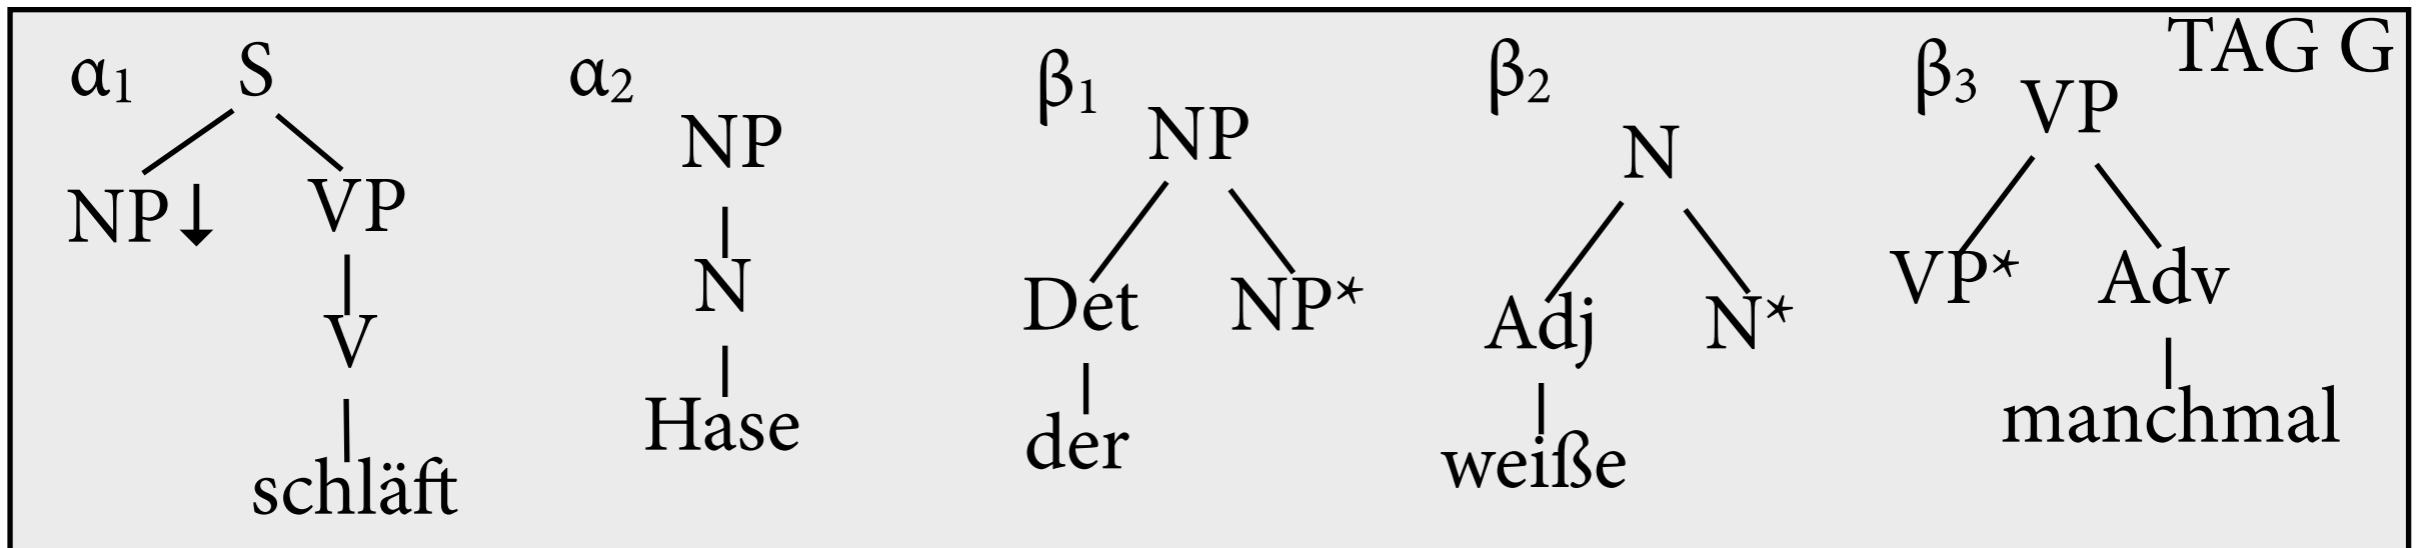 TAG G
α1 S
NP↓ VP
V
schläft
α2
NP
N
Hase
β1 NP
Det NP*
der
β2
N
Adj N*
weiße
β3 VP
VP* Adv
manchmal